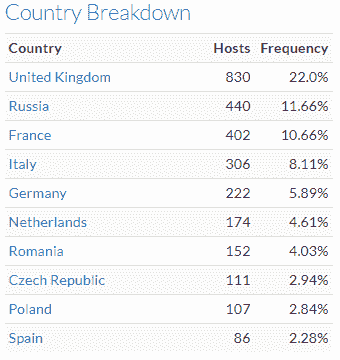 Country Breakdown
Country Hosts Frequency
United Kingdom 830 22.0%
Russia 440 11.66%
France 402 10.66%
Italy 306 8.11%
Germany 222 5.89%
Netherlands 174 4.61%
Romania 152 4.03%
Czech Republic 111 2.94%
Poland 107 2.84%
Spain 86 2.28%